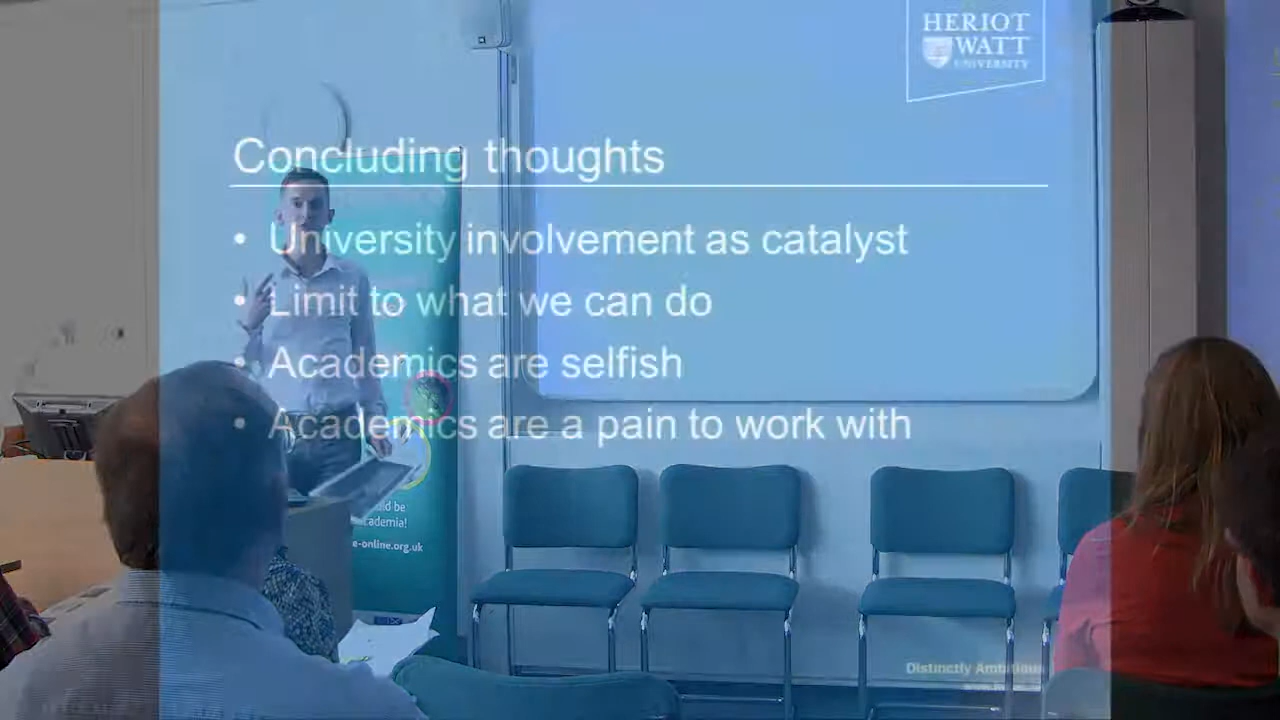 HERIOT
WATT
UNIVERSITY
Concluding thoughts
• University involvement as catalyst
• Limit to what we can do
• Academics are selfish
• Academics are a pain to work with
be
academia!
e-online.org.uk
Distinctly Ambitious